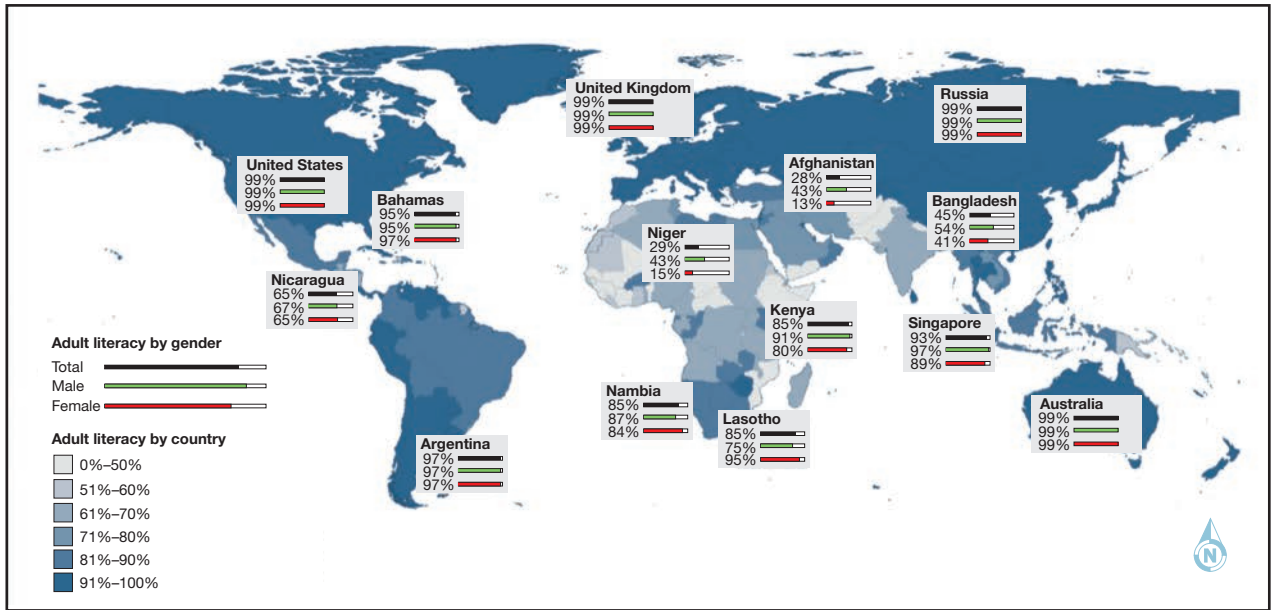 United Kingdom
99%
99%
99%
Russia
99%
99%
99%
United States
99%
99%
99%
Bahamas
95%
95%
97%
Afghanistan
28%
43%
13%
Bangladesh
45%
54%
41%
Niger
29%
43%
15%
Nicaragua
65%
67%
65%
Kenya
85%
91%
80%
Singapore
93%
97%
89%
Nambia
85%
87%
84%
Lasotho
85%
75%
95%
Australia
99%
99%
99%
Argentina
97%
97%
97%
Adult literacy by gender
Total
Male
Female
Adult literacy by country
0%–50%
51%–60%
61%–70%
71%–80%
81%–90%
91%–100%
N